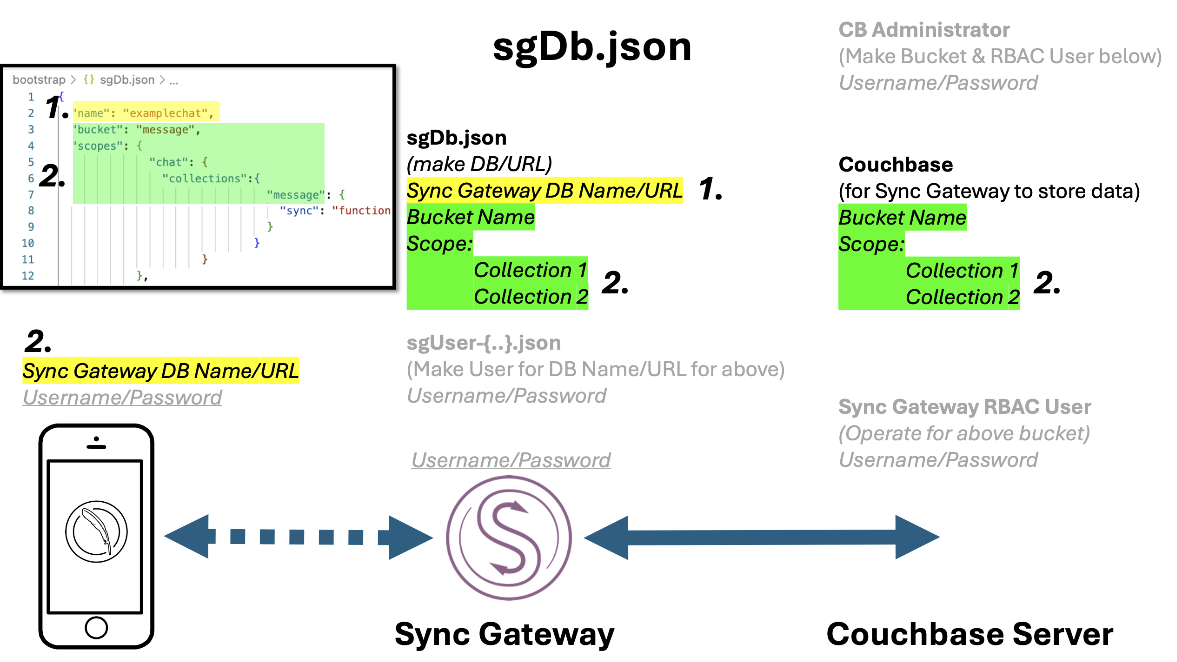 sgDb.json
CB Administrator
(Make Bucket & RBAC User below)
Username/Password
bootstrap > {} sgDb.json > ...
1 {
2 "name": "examplechat",
3 "bucket": "message",
4 "scopes": {
5 "chat": {
6 "collections":{
7 "message": {
8 "sync": "function
9 }
10 }
11 }
12 },
1.
2.
sgDb.json
(make DB/URL)
Sync Gateway DB Name/URL
1.
Bucket Name
Scope:
Collection 1
Collection 2
2.
Couchbase
(for Sync Gateway to store data)
Bucket Name
Scope:
Collection 1
Collection 2
2.
2.
Sync Gateway DB Name/URL
Username/Password
sgUser-{..}.json
(Make User for DB Name/URL for above)
Username/Password
Username/Password
Sync Gateway RBAC User
(Operate for above bucket)
Username/Password
Sync Gateway
Couchbase Server